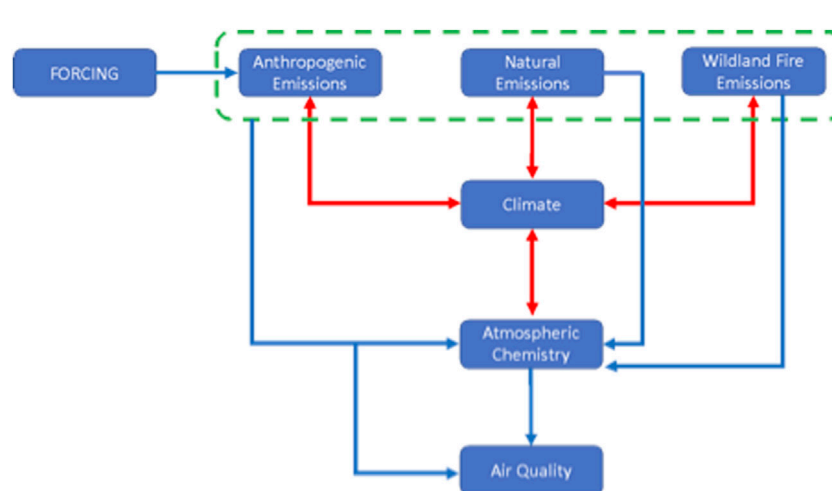 FORCING
Anthropogenic
Emissions
Natural
Emissions
Wildland Fire
Emissions
Climate
Atmospheric
Chemistry
Air Quality